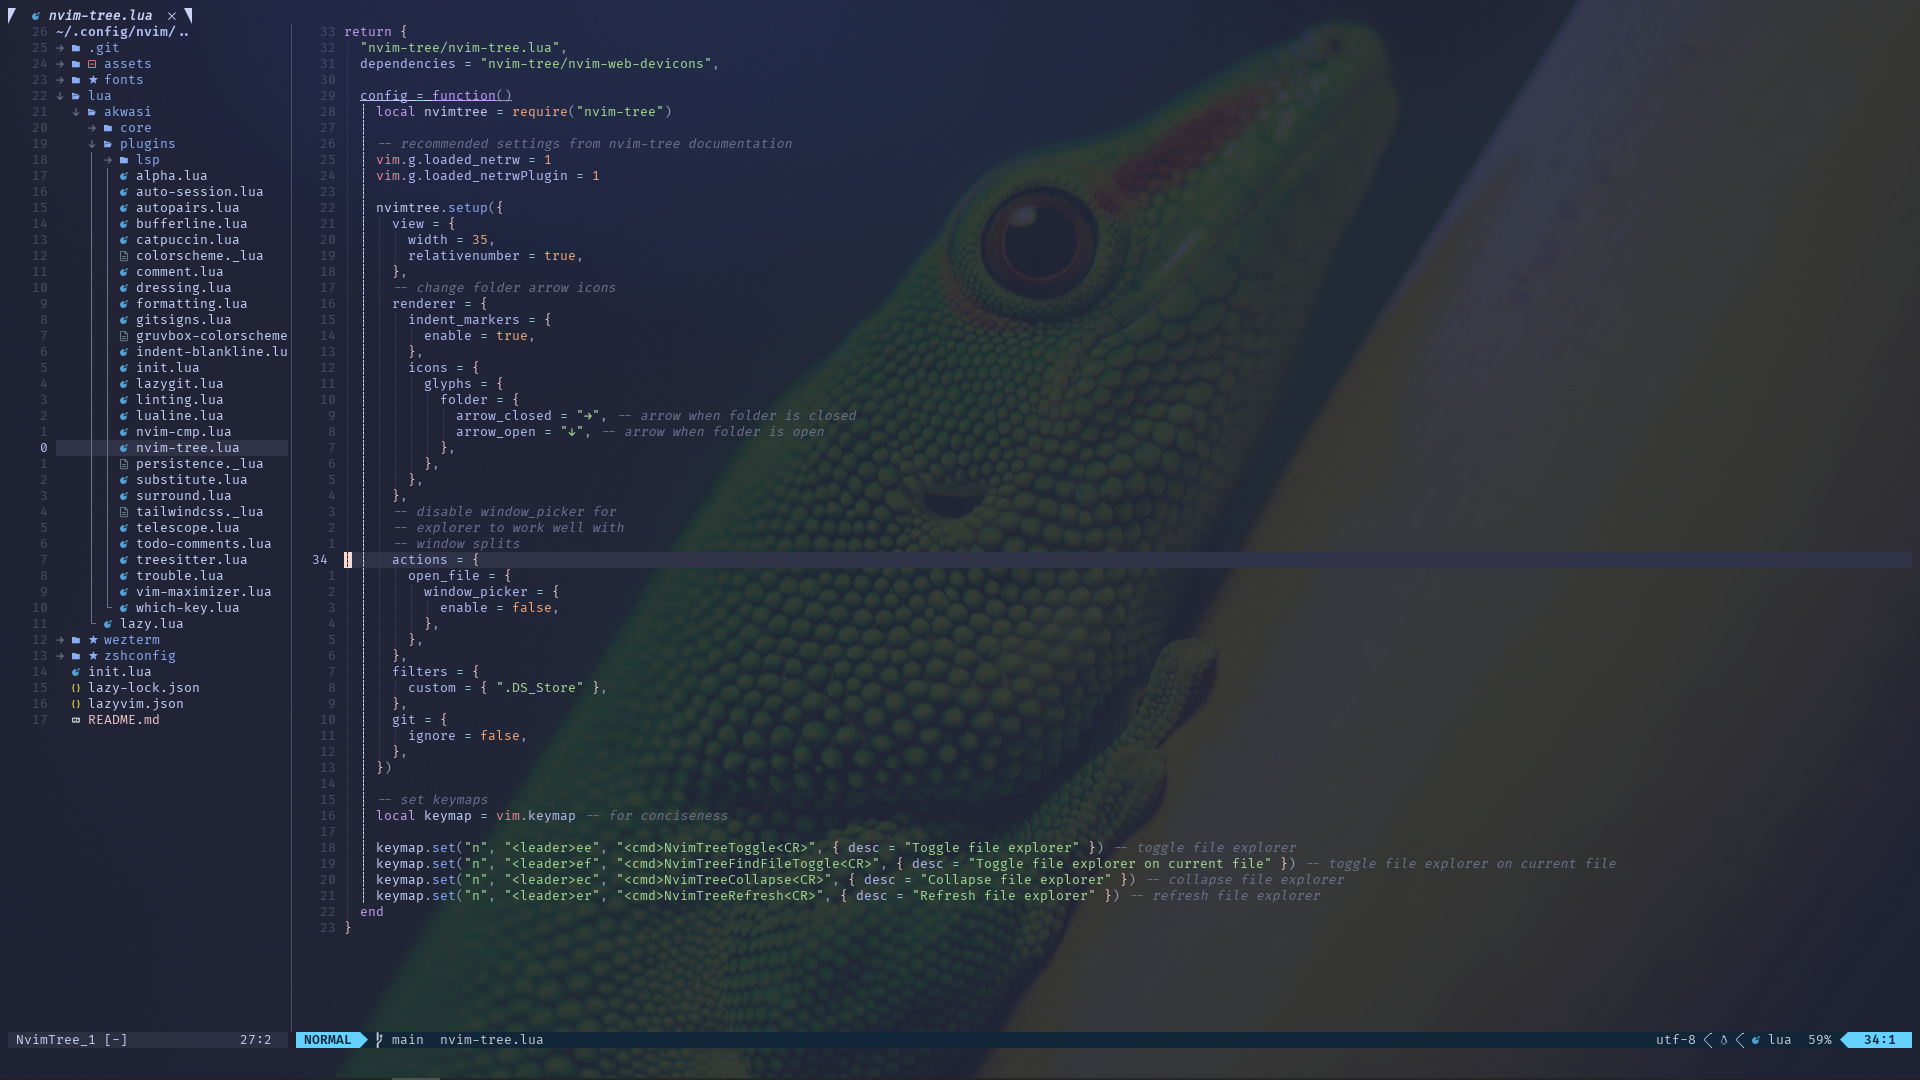 nvim-tree.lua ×
26 ~/.config/nvim/..
25 → .git
24 → assets
23 → ★ fonts
22 ↓ lua
21 ↓ akwasi
20 → core
19 ↓ plugins
18 → lsp
17 alpha.lua
16 auto-session.lua
15 autopairs.lua
14 bufferline.lua
13 catpuccin.lua
12 colorscheme._lua
11 comment.lua
10 dressing.lua
9 formatting.lua
8 gitsigns.lua
7 gruvbox-colorscheme
6 indent-blankline.lu
5 init.lua
4 lazygit.lua
3 linting.lua
2 lualine.lua
1 nvim-cmp.lua
0 nvim-tree.lua
1 persistence._lua
2 substitute.lua
3 surround.lua
4 tailwindcss._lua
5 telescope.lua
6 todo-comments.lua
7 treesitter.lua
8 trouble.lua
9 vim-maximizer.lua
10 which-key.lua
11 lazy.lua
12 → ★ wezterm
13 → ★ zshconfig
14 init.lua
15 {} lazy-lock.json
16 {} lazyvim.json
17 README.md
33 return {
32 "nvim-tree/nvim-tree.lua",
31 dependencies = "nvim-tree/nvim-web-devicons",
30
29 config = function()
28 local nvimtree = require("nvim-tree")
27
26 -- recommended settings from nvim-tree documentation
25 vim.g.loaded_netrw = 1
24 vim.g.loaded_netrwPlugin = 1
23
22 nvimtree.setup({
21 view = {
20 width = 35,
19 relativenumber = true,
18 },
17 -- change folder arrow icons
16 renderer = {
15 indent_markers = {
14 enable = true,
13 },
12 icons = {
11 glyphs = {
10 folder = {
9 arrow_closed = "→", -- arrow when folder is closed
8 arrow_open = "↓", -- arrow when folder is open
7 },
6 },
5 },
4 },
3 -- disable window_picker for
2 -- explorer to work well with
1 -- window splits
34 actions = {
1 open_file = {
2 window_picker = {
3 enable = false,
4 },
5 },
6 },
7 filters = {
8 custom = { ".DS_Store" },
9 },
10 git = {
11 ignore = false,
12 },
13 })
14
15 -- set keymaps
16 local keymap = vim.keymap -- for conciseness
17
18 keymap.set("n", "<leader>ee", "<cmd>NvimTreeToggle<CR>", { desc = "Toggle file explorer" }) -- toggle file explorer
19 keymap.set("n", "<leader>ef", "<cmd>NvimTreeFindFileToggle<CR>", { desc = "Toggle file explorer on current file" }) -- toggle file explorer on current file
20 keymap.set("n", "<leader>ec", "<cmd>NvimTreeCollapse<CR>", { desc = "Collapse file explorer" }) -- collapse file explorer
21 keymap.set("n", "<leader>er", "<cmd>NvimTreeRefresh<CR>", { desc = "Refresh file explorer" }) -- refresh file explorer
22 end
23 }
NvimTree_1 [-] 27:2
NORMAL main nvim-tree.lua utf-8 lua 59% 34:1